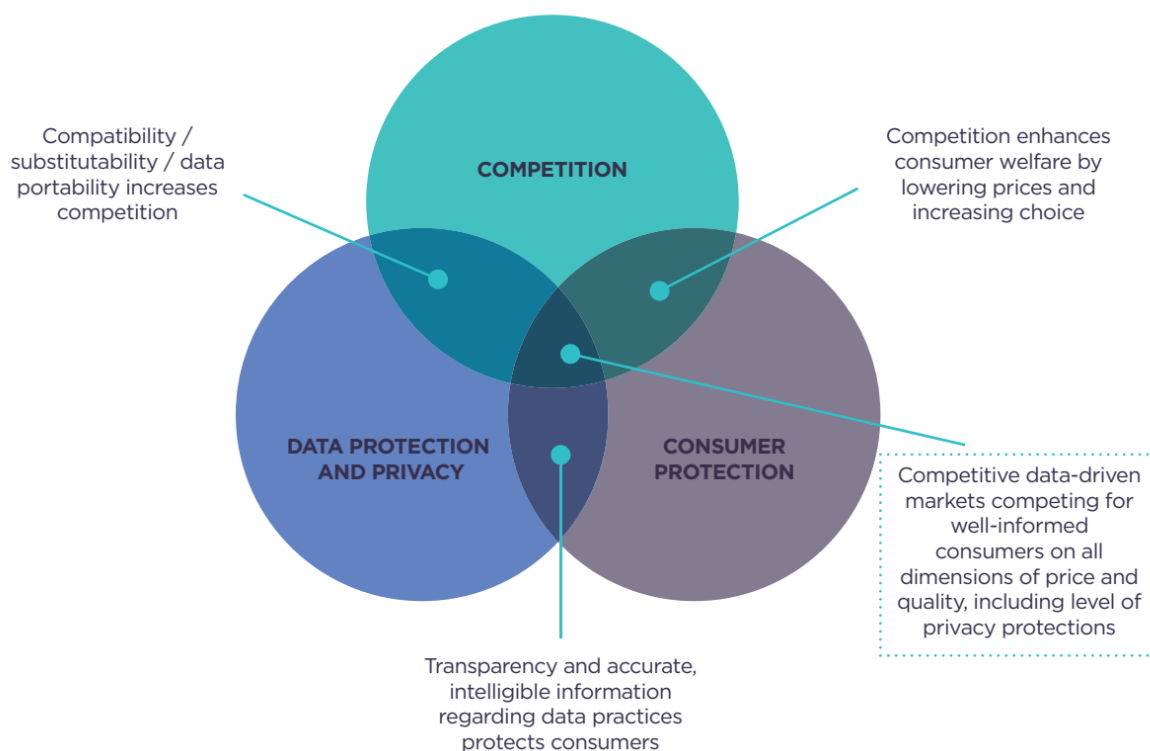 COMPETITION
Compatibility /
substitutability / data
portability increases
competition
Competition enhances
consumer welfare by
lowering prices and
increasing choice
DATA PROTECTION
AND PRIVACY
CONSUMER
PROTECTION
Competitive data-driven
markets competing for
well-informed
consumers on all
dimensions of price and
quality, including level of
privacy protections
Transparency and accurate,
intelligible information
regarding data practices
protects consumers